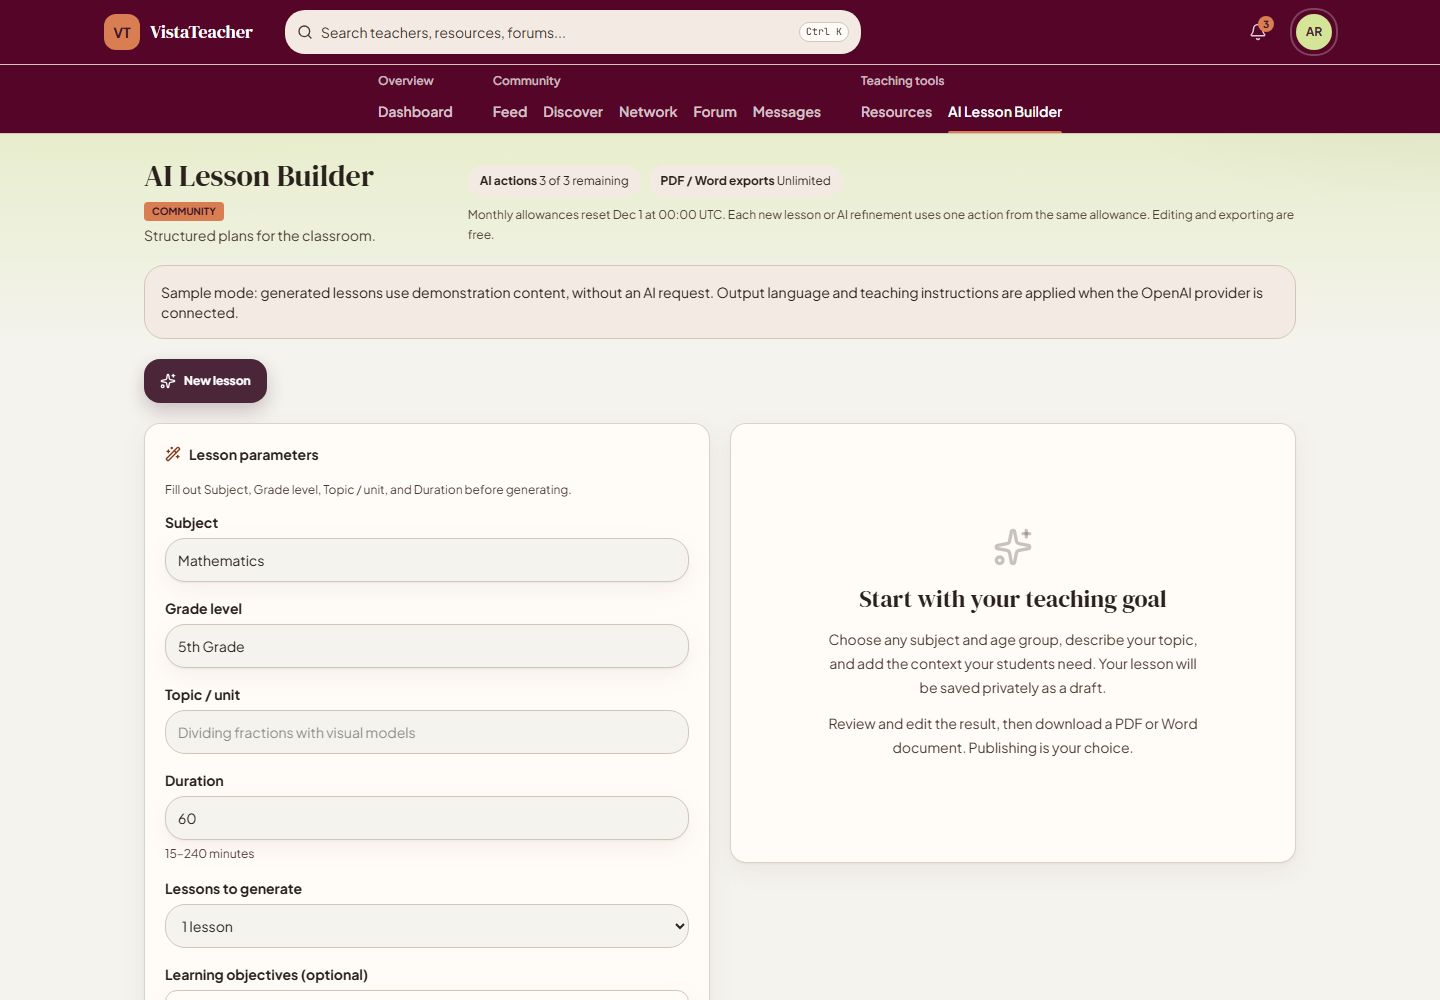 VT
VistaTeacher
Search teachers, resources, forums...
Ctrl K
3
AR
Overview
Community
Teaching tools
Dashboard
Feed
Discover
Network
Forum
Messages
Resources
AI Lesson Builder
AI Lesson Builder
COMMUNITY
Structured plans for the classroom.
AI actions 3 of 3 remaining
PDF / Word exports Unlimited
Monthly allowances reset Dec 1 at 00:00 UTC. Each new lesson or AI refinement uses one action from the same allowance. Editing and exporting are
free.
Sample mode: generated lessons use demonstration content, without an AI request. Output language and teaching instructions are applied when the OpenAI provider is
connected.
New lesson
Lesson parameters
Fill out Subject, Grade level, Topic / unit, and Duration before generating.
Subject
Mathematics
Grade level
5th Grade
Topic / unit
Dividing fractions with visual models
Duration
60
15–240 minutes
Lessons to generate
1 lesson
Learning objectives (optional)
Start with your teaching goal
Choose any subject and age group, describe your topic,
and add the context your students need. Your lesson will
be saved privately as a draft.
Review and edit the result, then download a PDF or Word
document. Publishing is your choice.